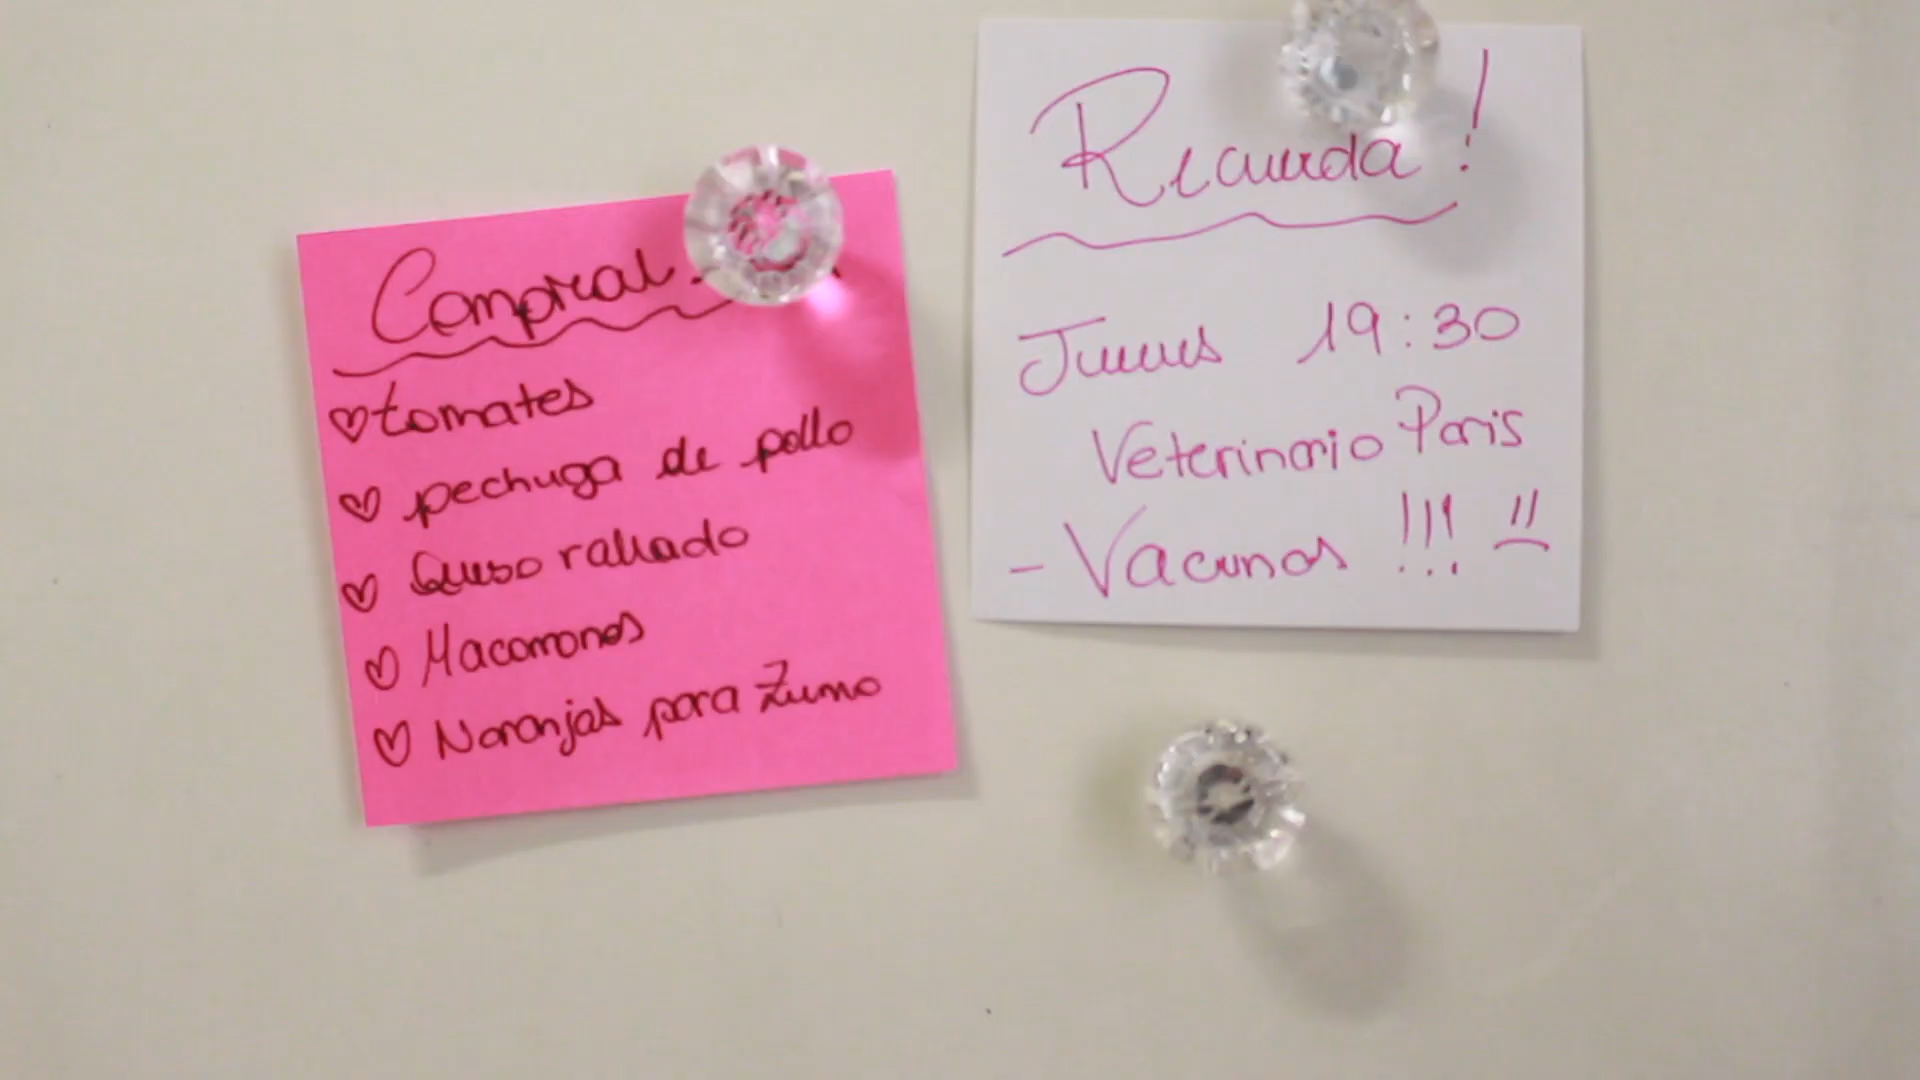 Comprar
tomates
pechuga de pollo
Queso rallado
Macarrones
Naranjas para Zumo
Recuerda!
Jueves 19:30
Veterinario Paris
- Vacunas !!!